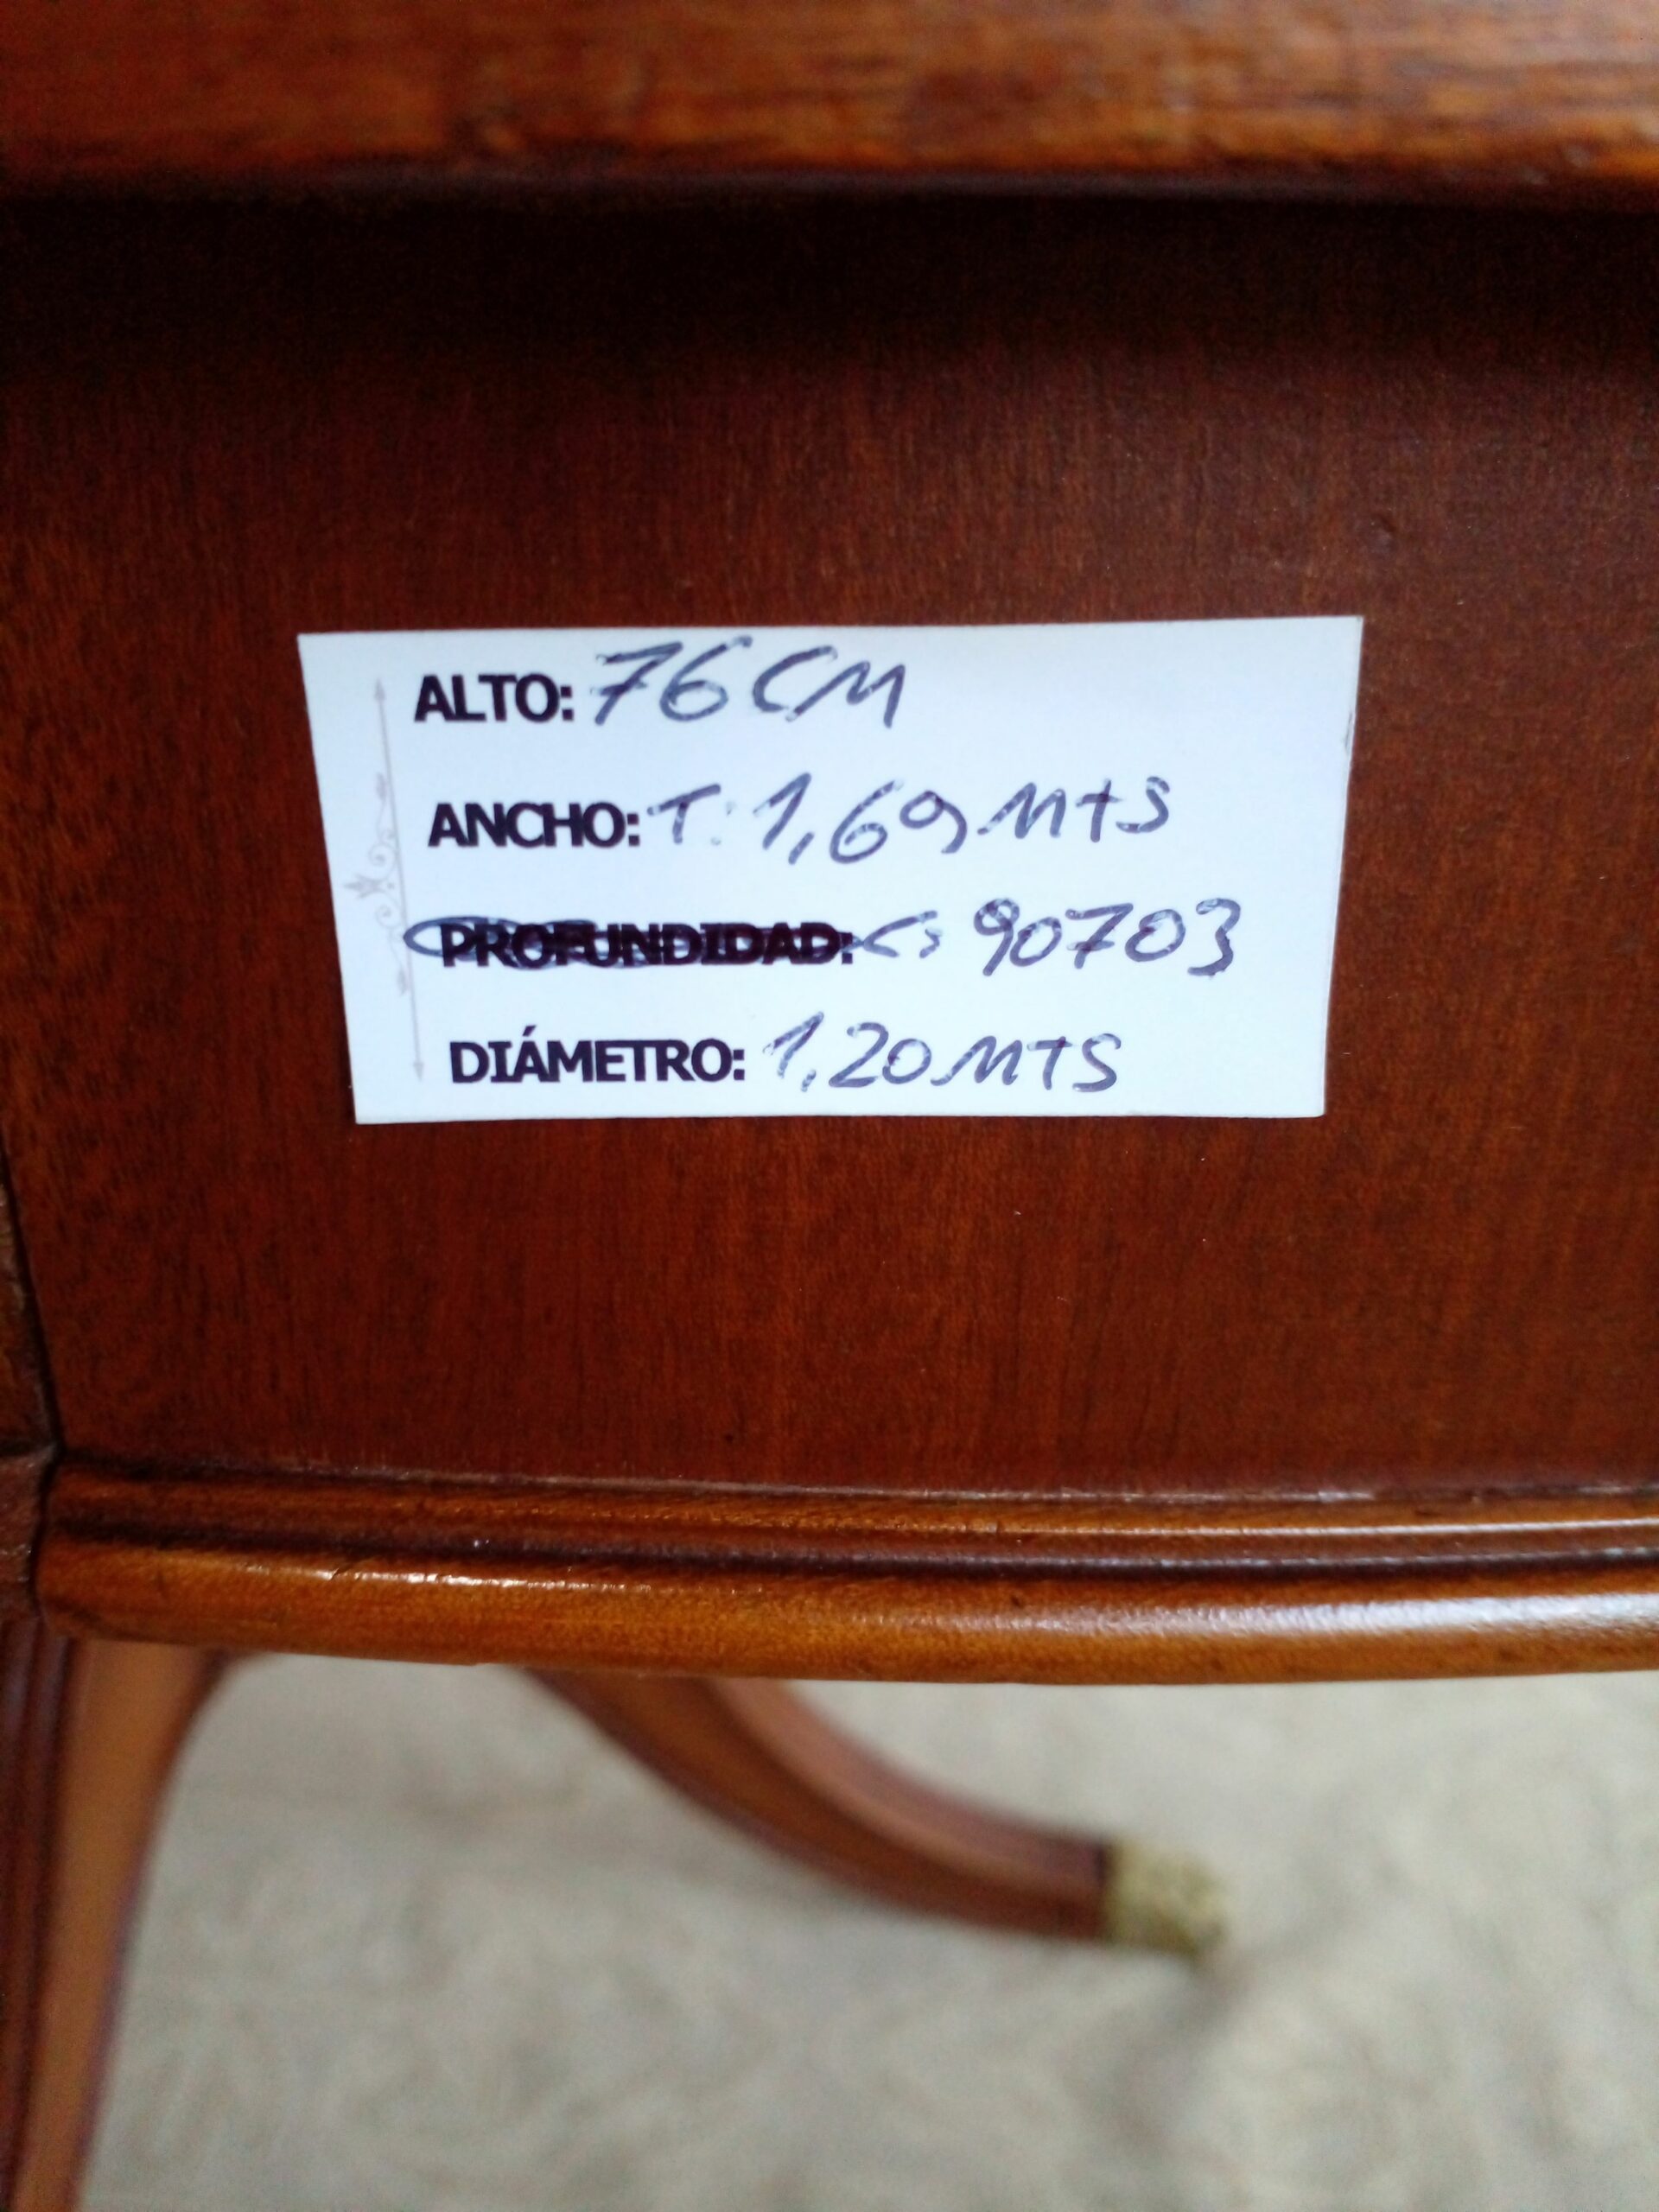 ALTO: 76 CM
ANCHO: T: 1,69 MTS
PROFUNDIDAD: C: 90703
DIÁMETRO: 1,20 MTS